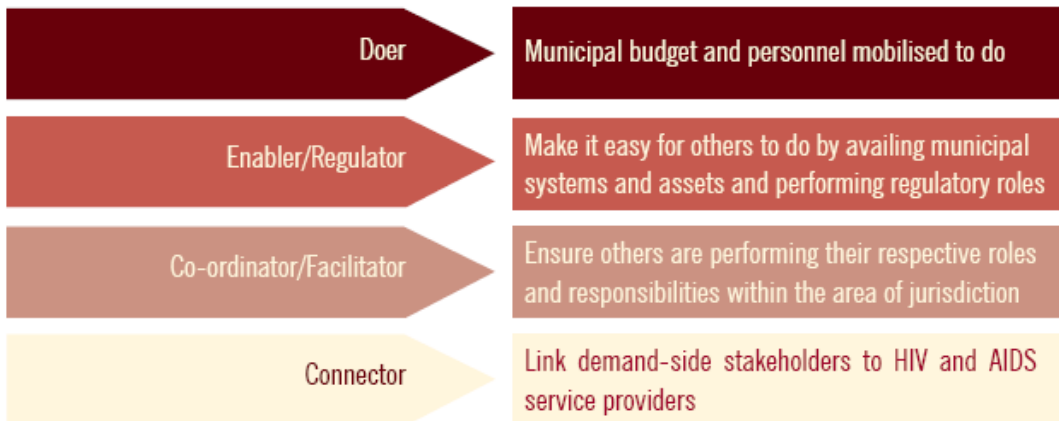 Doer
Municipal budget and personnel mobilised to do
Enabler/Regulator
Make it easy for others to do by availing municipal
systems and assets and performing regulatory roles
Co-ordinator/Facilitator
Ensure others are performing their respective roles
and responsibilities within the area of jurisdiction
Connector
Link demand-side stakeholders to HIV and AIDS
service providers